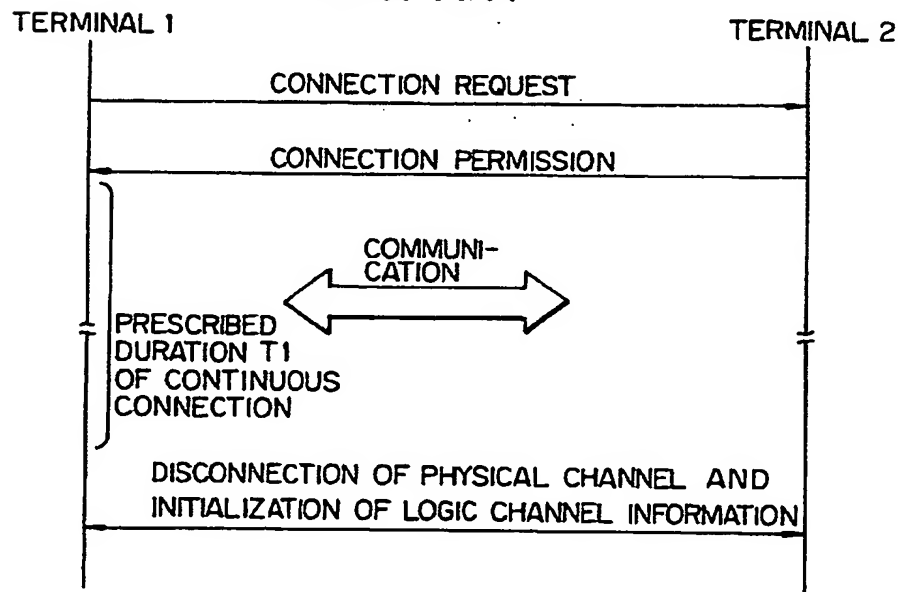 TERMINAL 1
TERMINAL 2
CONNECTION REQUEST
CONNECTION PERMISSION
COMMUNI-
CATION
PRESCRIBED
DURATION T1
OF CONTINUOUS
CONNECTION
DISCONNECTION OF PHYSICAL CHANNEL AND
INITIALIZATION OF LOGIC CHANNEL INFORMATION